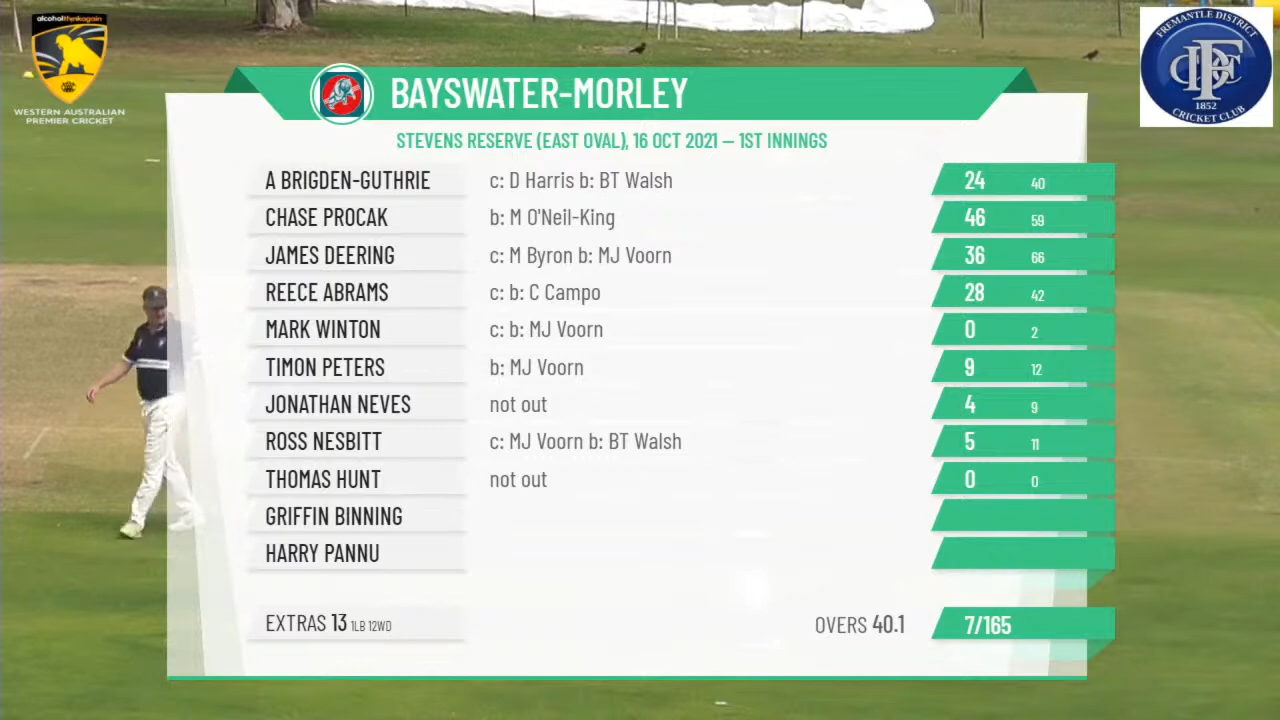 alcoholthinkagain
WESTERN AUSTRALIAN
PREMIER CRICKET
FREMANTLE DISTRICT
1852
CRICKET CLUB
BAYSWATER-MORLEY
STEVENS RESERVE (EAST OVAL), 16 OCT 2021 – 1ST INNINGS
A BRIGDEN-GUTHRIE c: D Harris b: BT Walsh 24 40
CHASE PROCAK b: M O'Neil-King 46 59
JAMES DEERING c: M Byron b: MJ Voorn 36 66
REECE ABRAMS c: b: C Campo 28 42
MARK WINTON c: b: MJ Voorn 0 2
TIMON PETERS b: MJ Voorn 9 12
JONATHAN NEVES not out 4 9
ROSS NESBITT c: MJ Voorn b: BT Walsh 5 11
THOMAS HUNT not out 0 0
GRIFFIN BINNING
HARRY PANNU
EXTRAS 13 1LB 12WD OVERS 40.1 7/165